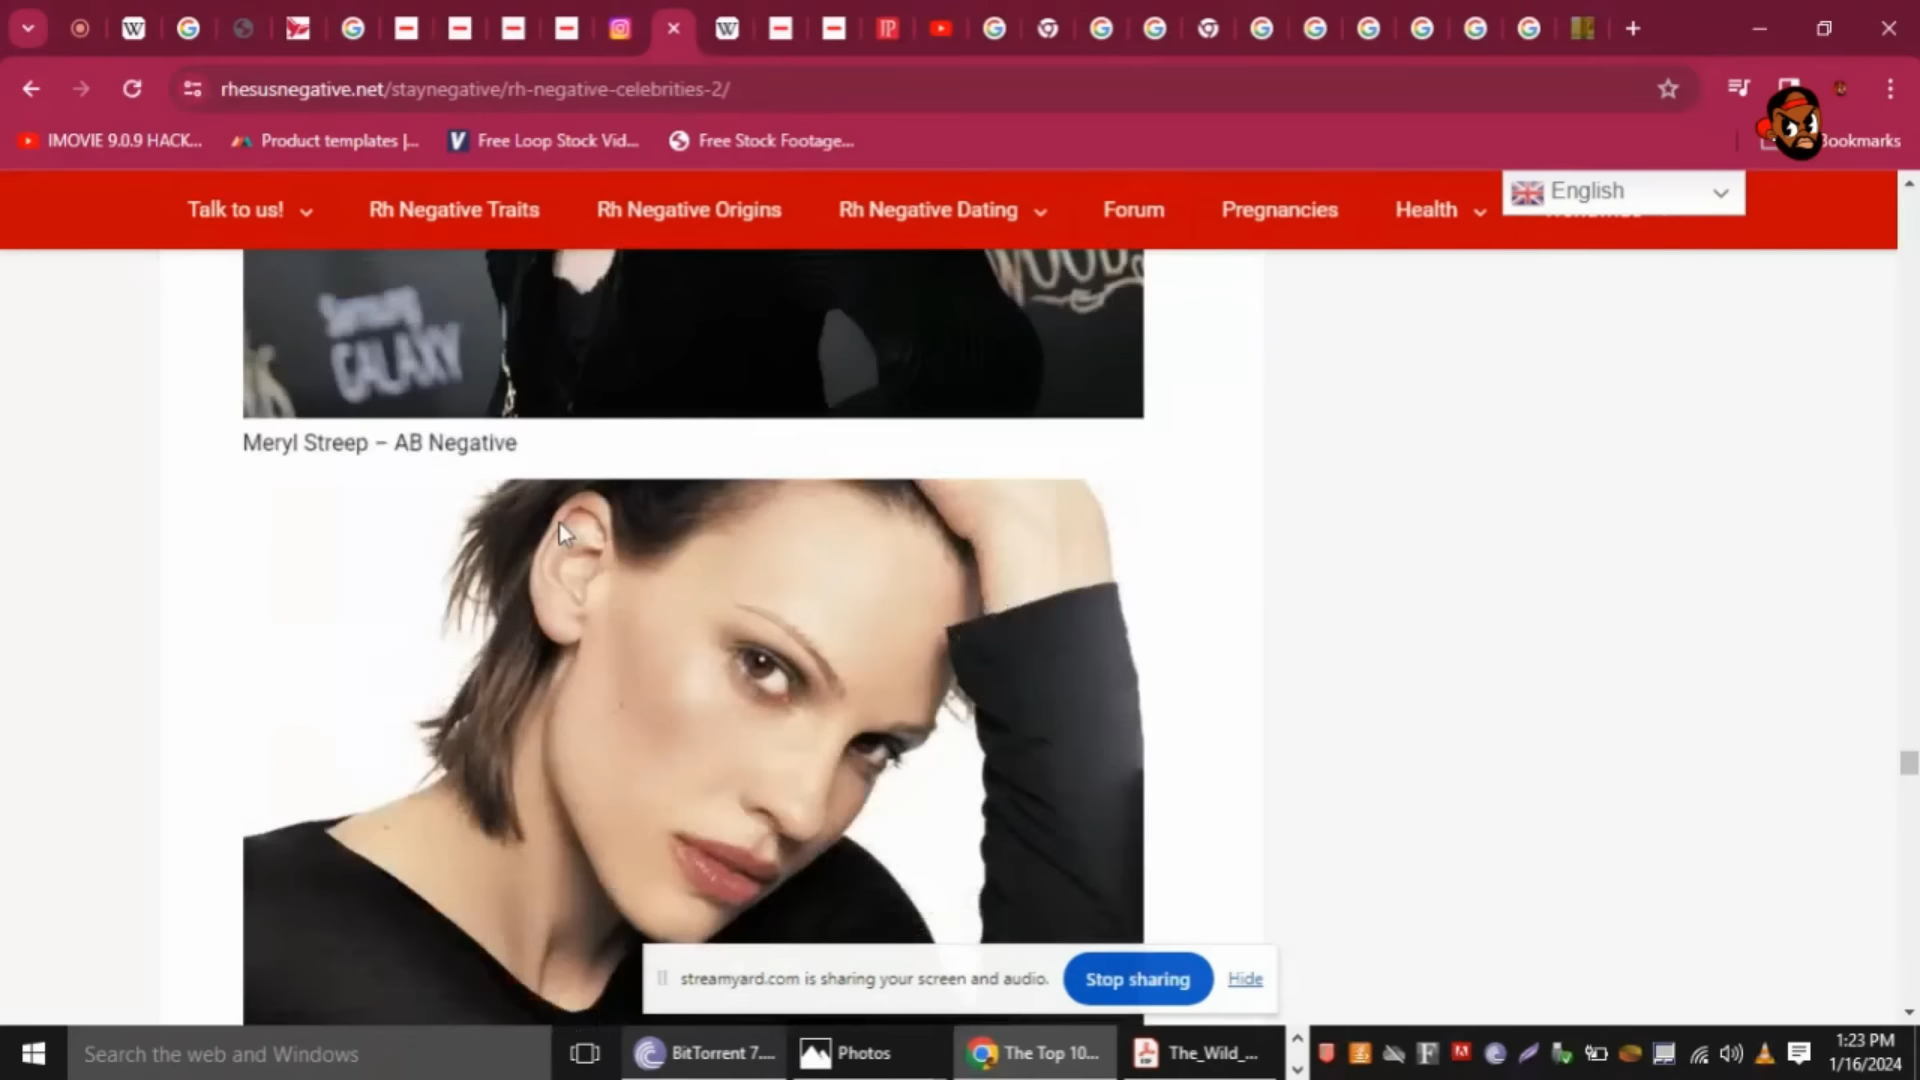 rhesusnegative.net/staynegative/rh-negative-celebrities-2/
IMOVIE 9.0.9 HACK...
Product templates |...
Free Loop Stock Vid...
Free Stock Footage...
Bookmarks
Talk to us!
Rh Negative Traits
Rh Negative Origins
Rh Negative Dating
Forum
Pregnancies
Health
English
Samsung
GALAXY
Meryl Streep – AB Negative
streamyard.com is sharing your screen and audio.
Stop sharing
Hide
Search the web and Windows
BitTorrent 7....
Photos
The Top 10...
The_Wild_...
1:23 PM
1/16/2024